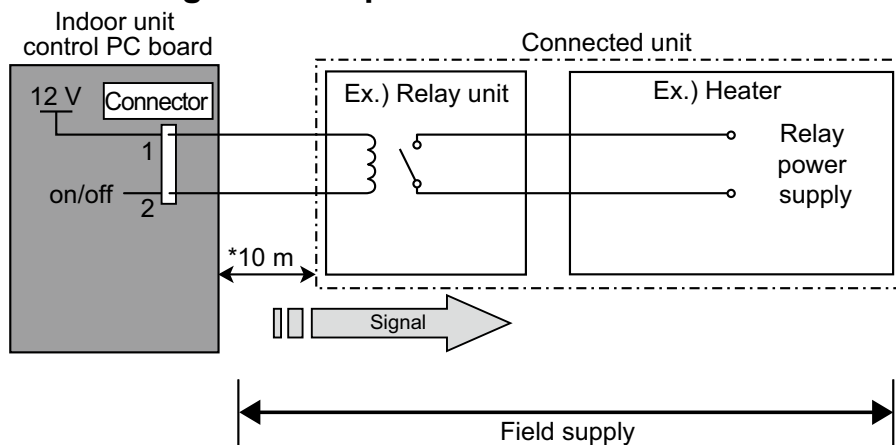 Indoor unit
control PC board
Connected unit
12 V
Connector
1
on/off
2
Ex.) Relay unit
Ex.) Heater
Relay
power
supply
*10 m
Signal
Field supply